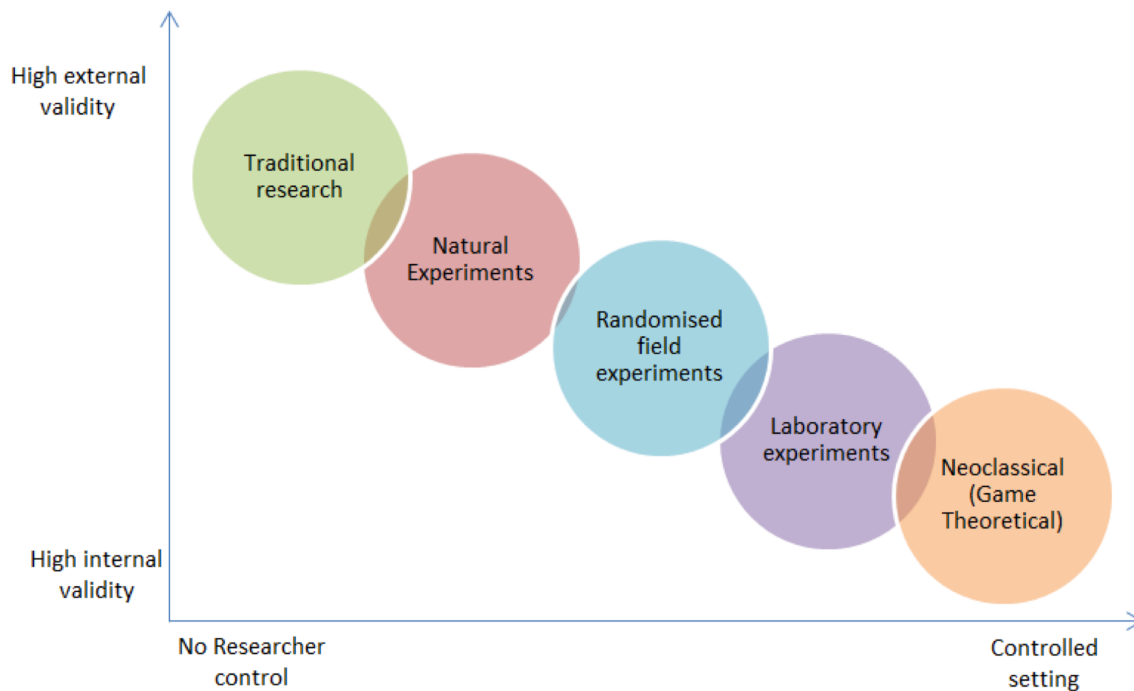 High external
validity
Traditional
research
Natural
Experiments
Randomised
field
experiments
Laboratory
experiments
Neoclassical
(Game
Theoretical)
High internal
validity
No Researcher
control
Controlled
setting